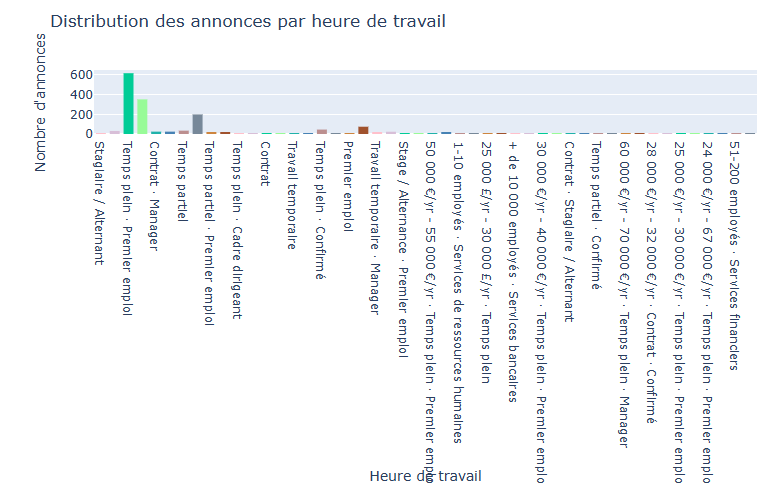 Distribution des annonces par heure de travail
Nombre d'annonces
600
400
200
0
Stagiaire / Alternant
Temps plein · Premier emploi
Contrat · Manager
Temps partiel
Temps partiel · Premier emploi
Temps plein · Cadre dirigeant
Contrat
Travail temporaire
Temps plein · Confirmé
Premier emploi
Travail temporaire · Manager
Stage / Alternance · Premier emploi
50 000 €/yr - 55 000 €/yr · Temps plein · Premier emplo
1-10 employés · Services de ressources humaines
25 000 £/yr - 30 000 £/yr · Temps plein
+ de 10 000 employés · Services bancaires
30 000 €/yr - 40 000 €/yr · Temps plein · Premier emplo
Contrat · Stagiaire / Alternant
Temps partiel · Confirmé
60 000 €/yr - 70 000 €/yr · Temps plein · Manager
28 000 €/yr - 32 000 €/yr · Contrat · Confirmé
25 000 €/yr - 30 000 €/yr · Temps plein · Premier emplo
24 000 €/yr - 67 000 €/yr · Temps plein · Premier emplo
51-200 employés · Services financiers
Heure de travail